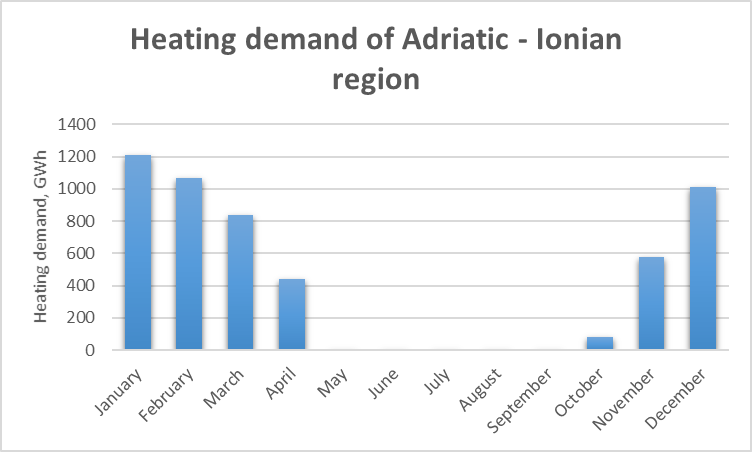 Heating demand of Adriatic - Ionian
region
Heating demand, GWh
1400
1200
1000
800
600
400
200
0
January
February
March
April
May
June
July
August
September
October
November
December